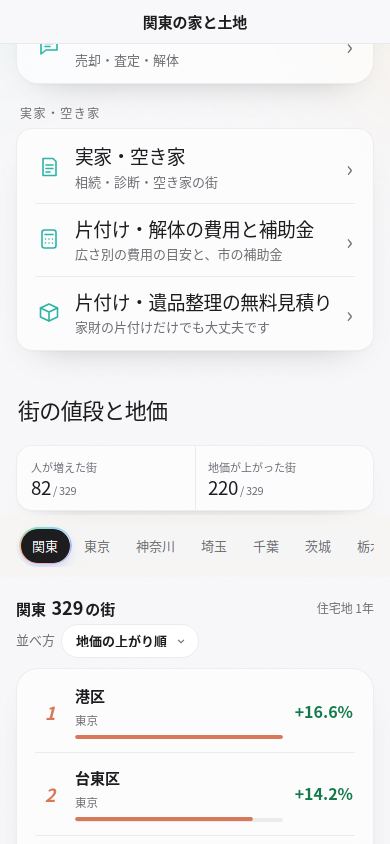 関東の家と土地
売却・査定・解体
実家・空き家
実家・空き家
相続・診断・空き家の街
片付け・解体の費用と補助金
広さ別の費用の目安と、市の補助金
片付け・遺品整理の無料見積り
家財の片付けだけでも大丈夫です
街の値段と地価
人が増えた街
82 / 329
地価が上がった街
220 / 329
関東 東京 神奈川 埼玉 千葉 茨城
関東 329の街
住宅地 1年
並べ方 地価の上がり順
1
港区
東京
+16.6%
2
台東区
東京
+14.2%